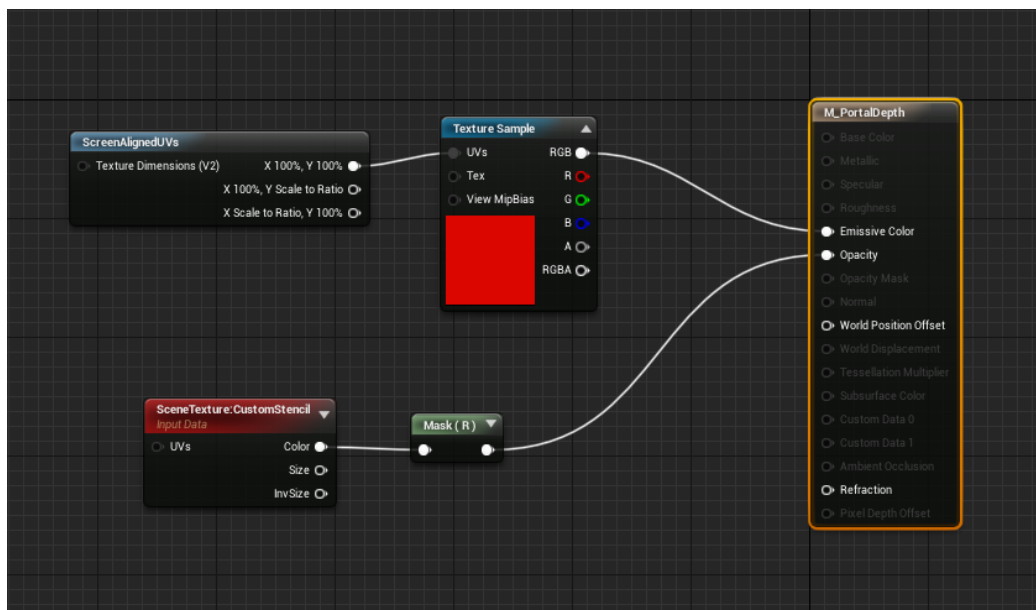 ScreenAlignedUVs
Texture Dimensions (V2)
X 100%, Y 100%
X 100%, Y Scale to Ratio
X Scale to Ratio, Y 100%
Texture Sample
UVs
RGB
Tex
R
View MipBias
G
B
A
RGBA
SceneTexture:CustomStencil
Input Data
UVs
Color
Size
InvSize
Mask ( R )
M_PortalDepth
Base Color
Metallic
Specular
Roughness
Emissive Color
Opacity
Opacity Mask
Normal
World Position Offset
World Displacement
Tessellation Multiplier
Subsurface Color
Custom Data 0
Custom Data 1
Ambient Occlusion
Refraction
Pixel Depth Offset